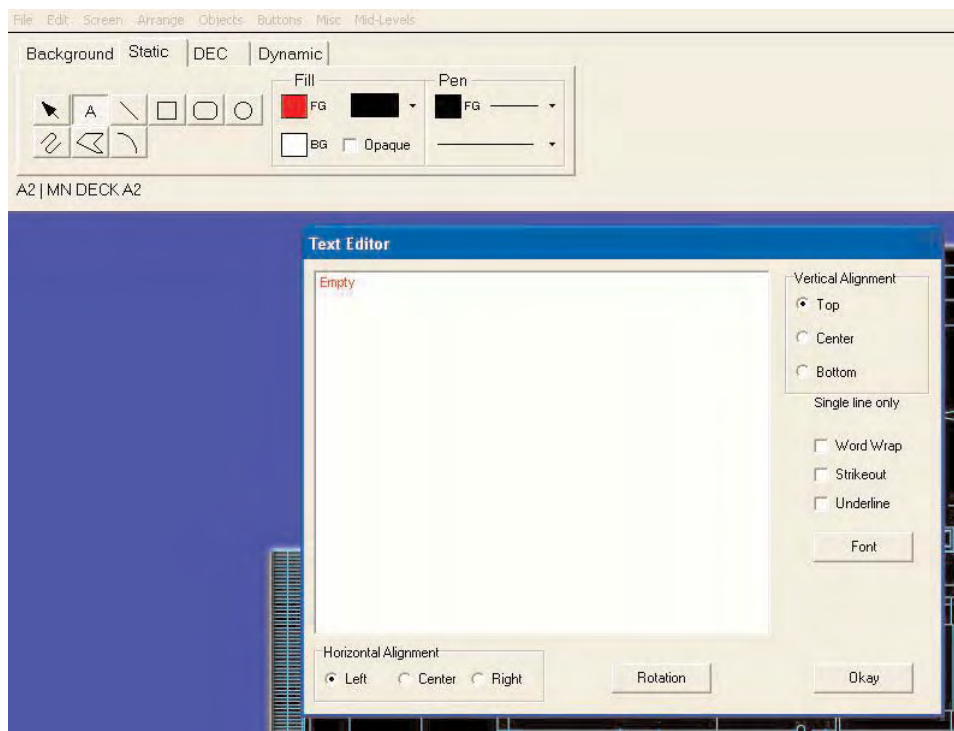 File Edit Screen Arrange Objects Buttons Misc Mid-Levels
Background Static DEC Dynamic
Fill Pen
A FG FG
BG Opaque
A2 | MN DECK A2
Text Editor
Empty
Vertical Alignment
Top
Center
Bottom
Single line only
Word Wrap
Strikeout
Underline
Font
Horizontal Alignment
Left Center Right
Rotation
Okay